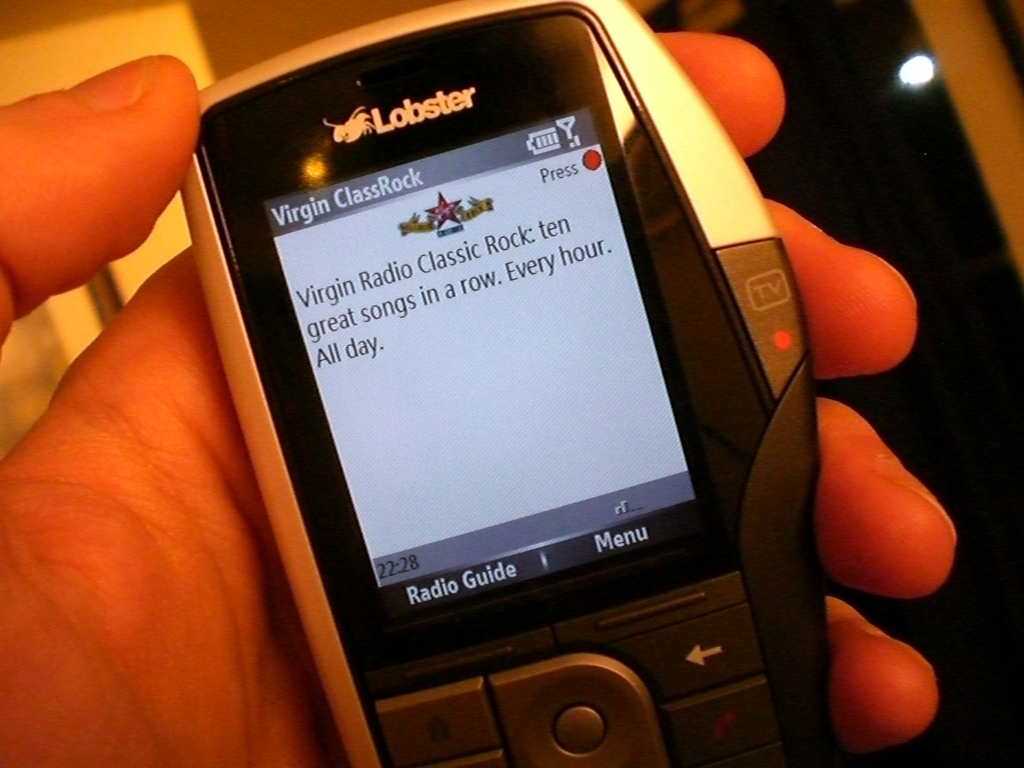 Lobster
Virgin ClassRock
Press
Virgin Radio Classic Rock: ten
great songs in a row. Every hour.
All day.
TV
22:28
Radio Guide
Menu